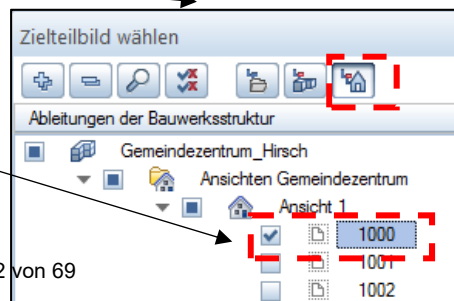 Zielteilbild wählen
Ableitungen der Bauwerksstruktur
Gemeindezentrum_Hirsch
Ansichten Gemeindezentrum
Ansicht 1
1000
1001
2 von 69
1002